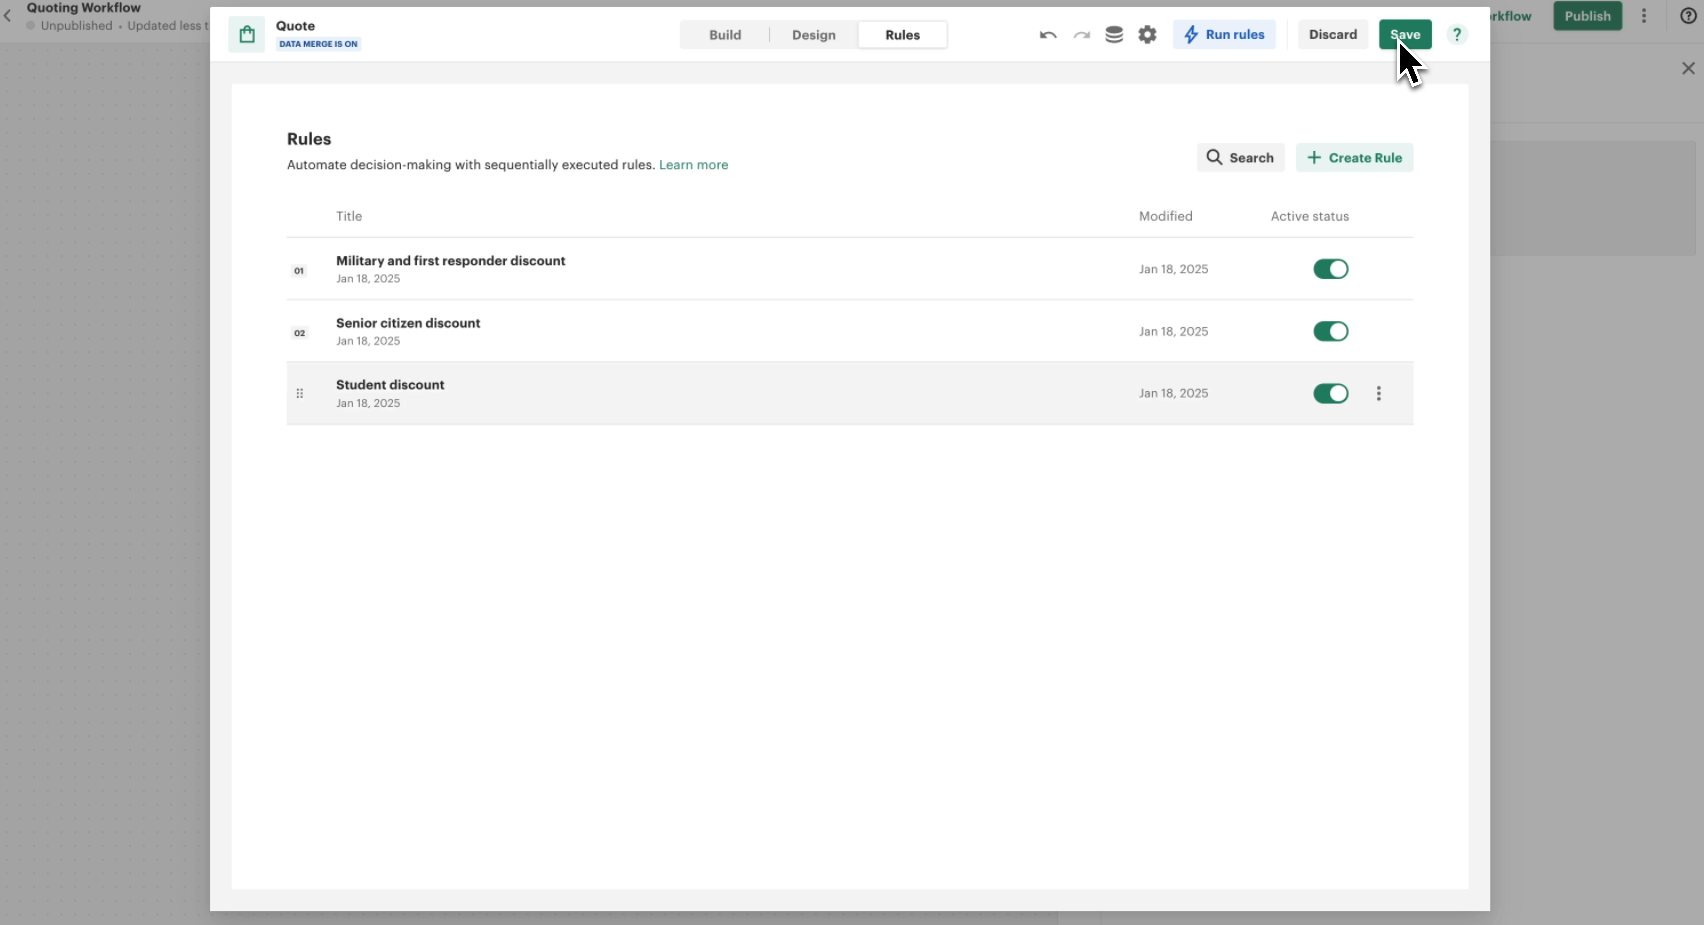 Quoting Workflow
Unpublished • Updated less t
rkflow
Publish
Quote
DATA MERGE IS ON
Build
Design
Rules
Run rules
Discard
Save
?
Rules
Automate decision-making with sequentially executed rules. Learn more
Search
+ Create Rule
Title
Modified
Active status
01
Military and first responder discount
Jan 18, 2025
Jan 18, 2025
02
Senior citizen discount
Jan 18, 2025
Jan 18, 2025
Student discount
Jan 18, 2025
Jan 18, 2025